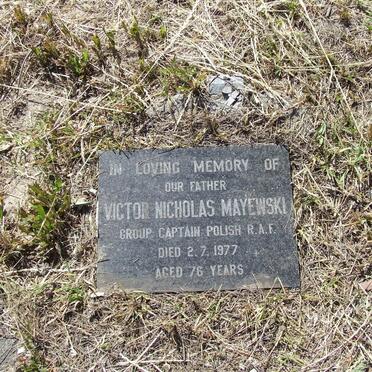 IN LOVING MEMORY OF
OUR FATHER
VICTOR NICHOLAS MAYEWSKI
GROUP CAPTAIN POLISH R.A.F.
DIED 2.7.1977
AGED 76 YEARS